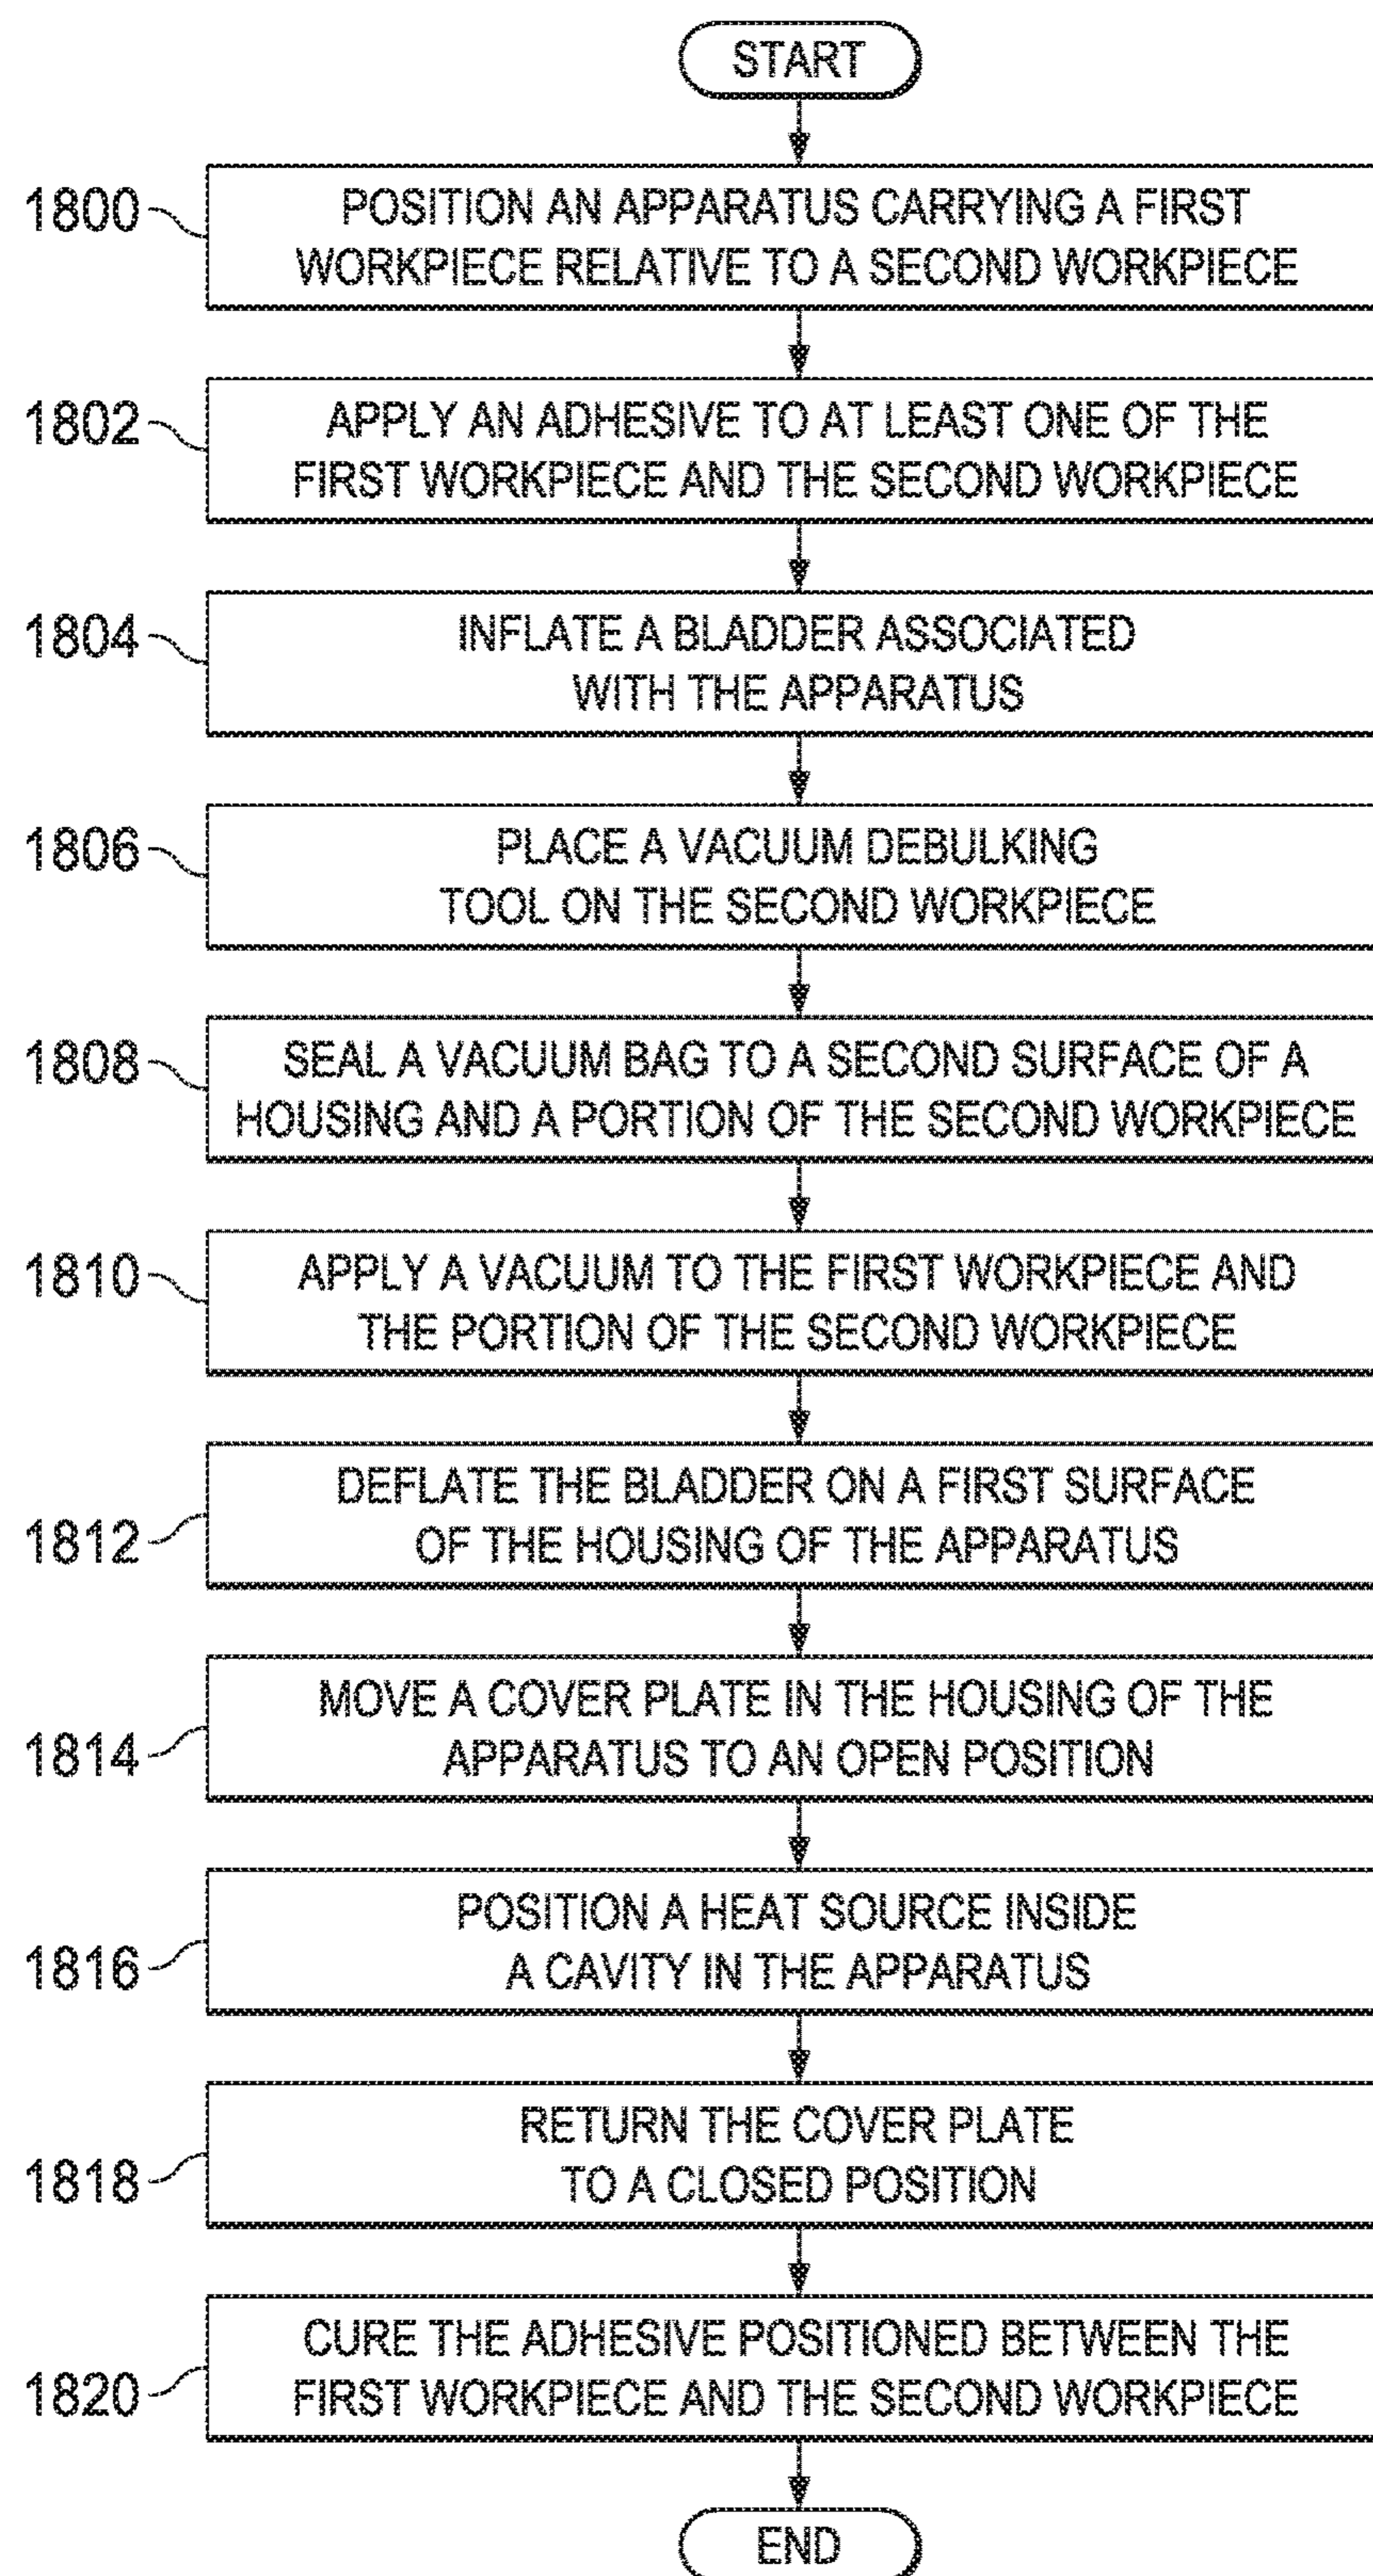 START
1800
POSITION AN APPARATUS CARRYING A FIRST
WORKPIECE RELATIVE TO A SECOND WORKPIECE
1802
APPLY AN ADHESIVE TO AT LEAST ONE OF THE
FIRST WORKPIECE AND THE SECOND WORKPIECE
1804
INFLATE A BLADDER ASSOCIATED
WITH THE APPARATUS
1806
PLACE A VACUUM DEBULKING
TOOL ON THE SECOND WORKPIECE
1808
SEAL A VACUUM BAG TO A SECOND SURFACE OF A
HOUSING AND A PORTION OF THE SECOND WORKPIECE
1810
APPLY A VACUUM TO THE FIRST WORKPIECE AND
THE PORTION OF THE SECOND WORKPIECE
1812
DEFLATE THE BLADDER ON A FIRST SURFACE
OF THE HOUSING OF THE APPARATUS
1814
MOVE A COVER PLATE IN THE HOUSING OF THE
APPARATUS TO AN OPEN POSITION
1816
POSITION A HEAT SOURCE INSIDE
A CAVITY IN THE APPARATUS
1818
RETURN THE COVER PLATE
TO A CLOSED POSITION
1820
CURE THE ADHESIVE POSITIONED BETWEEN THE
FIRST WORKPIECE AND THE SECOND WORKPIECE
END